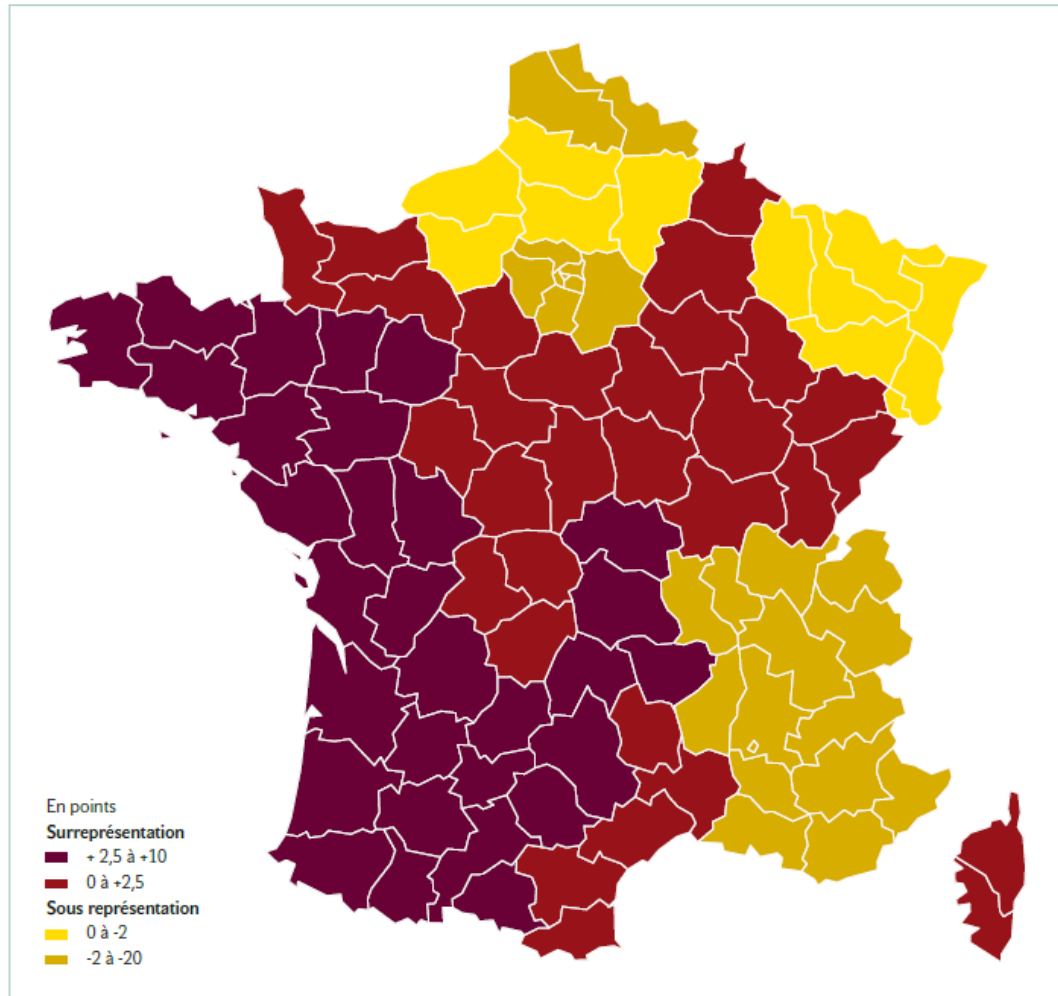 En points
Surreprésentation
+ 2,5 à +10
0 à +2,5
Sous représentation
0 à -2
-2 à -20